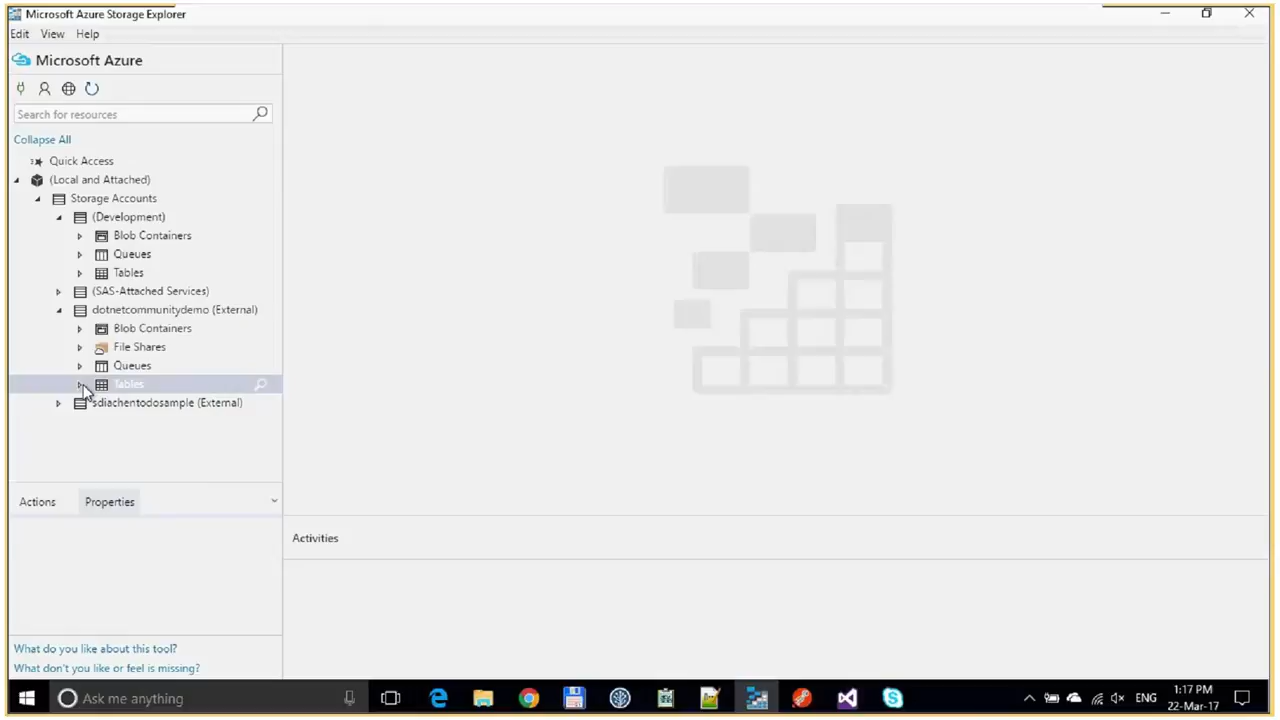 Microsoft Azure Storage Explorer
Edit View Help
Microsoft Azure
Search for resources
Collapse All
Quick Access
(Local and Attached)
Storage Accounts
(Development)
Blob Containers
Queues
Tables
(SAS-Attached Services)
dotnetcommunitydemo (External)
Blob Containers
File Shares
Queues
Tables
sdiachentodosample (External)
Actions Properties
Activities
What do you like about this tool?
What don't you like or feel is missing?
Ask me anything
ENG
1:17 PM
22-Mar-17